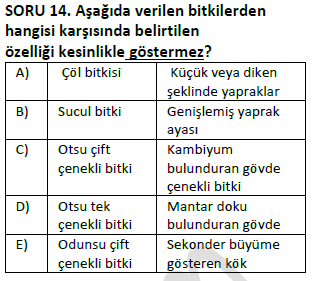 SORU 14. Aşağıda verilen bitkilerden
hangisi karşısında belirtilen
özelliği kesinlikle göstermez?
A) Çöl bitkisi Küçük veya diken
şeklinde yapraklar
B) Sucul bitki Genişlemiş yaprak
ayası
C) Otsu çift Kambiyum
çenekli bitki bulunduran gövde
çenekli bitki
D) Otsu tek Mantar doku
çenekli bitki bulunduran gövde
E) Odunsu çift Sekonder büyüme
çenekli bitki gösteren kök